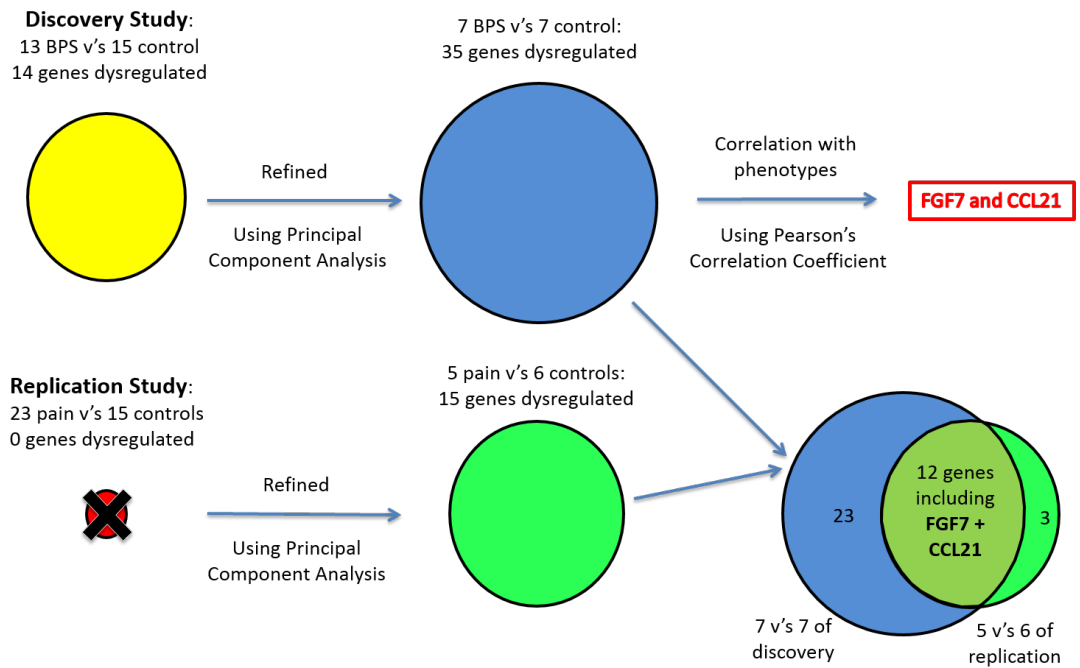 Discovery Study:
13 BPS v's 15 control
14 genes dysregulated
7 BPS v's 7 control:
35 genes dysregulated
Refined
Using Principal
Component Analysis
Correlation with
phenotypes
Using Pearson's
Correlation Coefficient
FGF7 and CCL21
Replication Study:
23 pain v's 15 controls
0 genes dysregulated
5 pain v's 6 controls:
15 genes dysregulated
Refined
Using Principal
Component Analysis
23
12 genes
including
FGF7 +
CCL21
3
7 v's 7 of
discovery
5 v's 6 of
replication